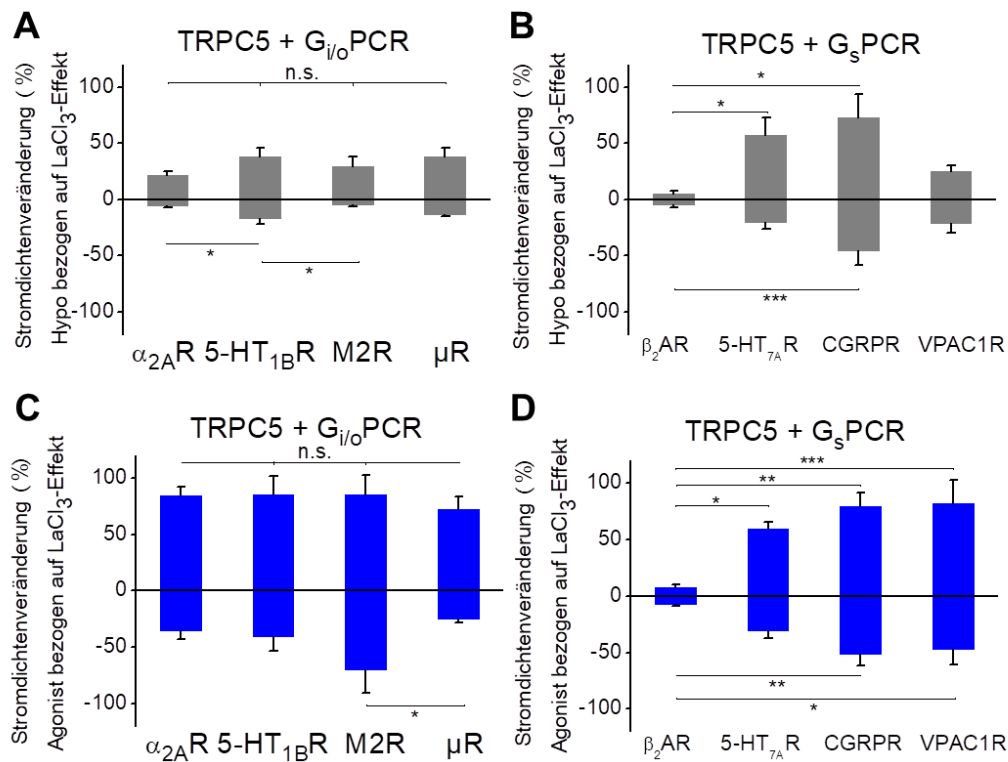 A
TRPC5 + Gi/oPCR
Stromdichtenveränderung (%)
Hypo bezogen auf LaCl3-Effekt
100
50
0
-50
-100
n.s.
*
*
α2AR 5-HT1BR M2R µR
B
TRPC5 + GsPCR
Stromdichtenveränderung (%)
Hypo bezogen auf LaCl3-Effekt
100
50
0
-50
-100
*
*
***
β2AR 5-HT7AR CGRPR VPAC1R
C
TRPC5 + Gi/oPCR
Stromdichtenveränderung (%)
Agonist bezogen auf LaCl3-Effekt
100
50
0
-50
-100
n.s.
*
α2AR 5-HT1BR M2R µR
D
TRPC5 + GsPCR
Stromdichtenveränderung (%)
Agonist bezogen auf LaCl3-Effekt
100
50
0
-50
-100
***
**
*
**
*
β2AR 5-HT7AR CGRPR VPAC1R